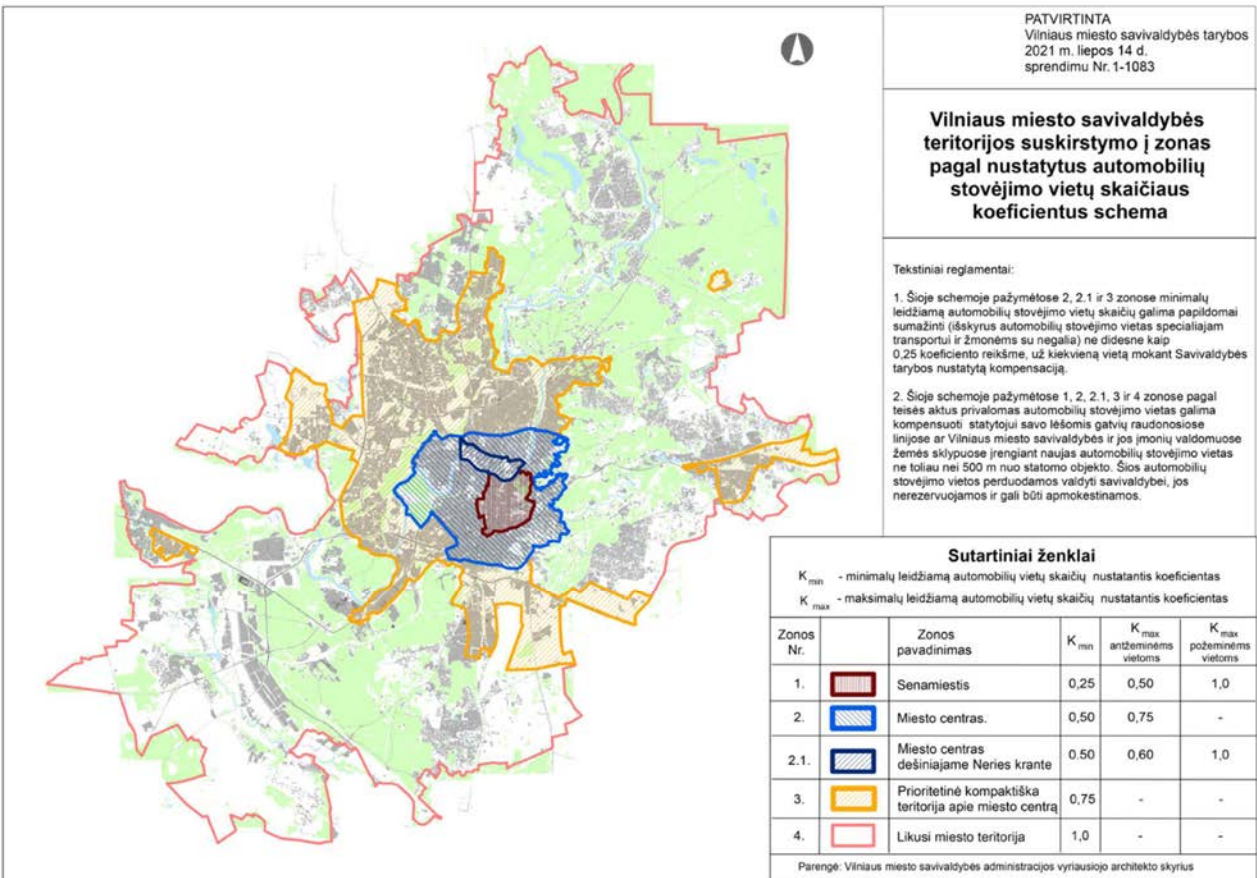 PATVIRTINTA
Vilniaus miesto savivaldybės tarybos
2021 m. liepos 14 d.
sprendimu Nr. 1-1083
Vilniaus miesto savivaldybės
teritorijos suskirstymo į zonas
pagal nustatytus automobilių
stovėjimo vietų skaičiaus
koeficientus schema
Tekstiniai reglamentai:
1. Šioje schemoje pažymėtose 2, 2.1 ir 3 zonose minimalų
leidžiamą automobilių stovėjimo vietų skaičių galima papildomai
sumažinti (išskyrus automobilių stovėjimo vietas specialiajam
transportui ir žmonėms su negalia) ne didesne kaip
0,25 koeficiento reikšme, už kiekvieną vietą mokant Savivaldybės
tarybos nustatytą kompensaciją.
2. Šioje schemoje pažymėtose 1, 2, 2.1, 3 ir 4 zonose pagal
teisės aktus privalomas automobilių stovėjimo vietas galima
kompensuoti statytojui savo lėšomis gatvių raudonosiose
linijose ar Vilniaus miesto savivaldybės ir jos įmonių valdomuose
žemės sklypuose įrengiant naujas automobilių stovėjimo vietas
ne toliau nei 500 m nuo statomo objekto. Šios automobilių
stovėjimo vietos perduodamos valdyti savivaldybei, jos
nerezervuojamos ir gali būti apmokestinamos.
Sutartiniai ženklai
K min - minimalų leidžiamą automobilių vietų skaičių nustatantis koeficientas
K max - maksimalų leidžiamą automobilių vietų skaičių nustatantis koeficientas
Zonos Nr. Zonos pavadinimas K min K max antžeminėms vietoms K max požeminėms vietoms
1. Senamiestis 0,25 0,50 1,0
2. Miesto centras. 0,50 0,75 -
2.1. Miesto centras dešiniajame Neries krante 0.50 0,60 1,0
3. Prioritetinė kompaktiška teritorija apie miesto centrą 0,75 - -
4. Likusi miesto teritorija 1,0 - -
Parengė: Vilniaus miesto savivaldybės administracijos vyriausiojo architekto skyrius